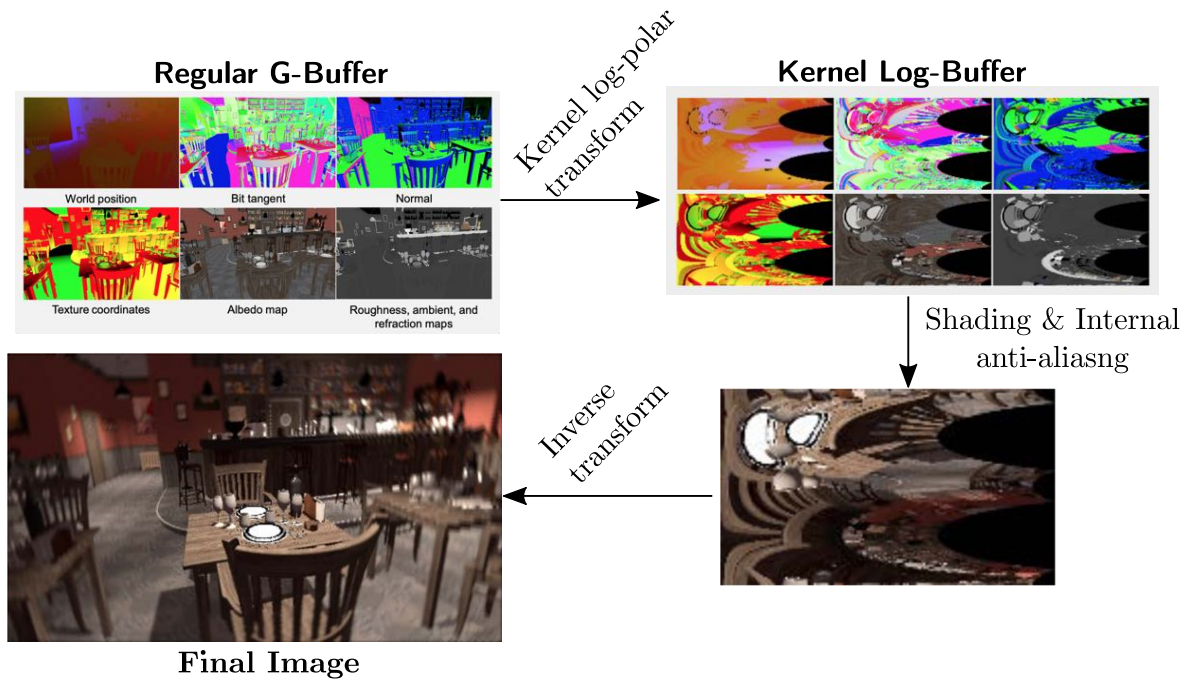 Regular G-Buffer
World position
Bit tangent
Normal
Texture coordinates
Albedo map
Roughness, ambient, and
refraction maps
Kernel log-polar
transform
Kernel Log-Buffer
Shading & Internal
anti-aliasng
Inverse
transform
Final Image